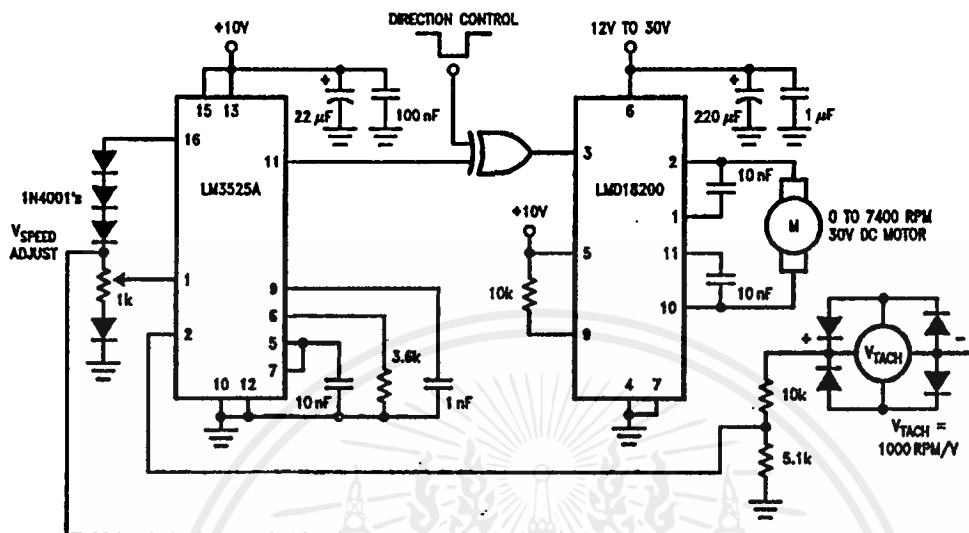 DIRECTION CONTROL
+10V
12V TO 30V
15
13
22 µF
100 nF
6
220 µF
1 µF
16
11
LM3525A
3
LMD18200
2
10 nF
1
1N4001's
V SPEED
ADJUST
+10V
M
0 TO 7400 RPM
30V DC MOTOR
1
1k
5
11
10k
10 nF
9
2
6
9
10
3.6k
5
7
10
12
10 nF
1 nF
4
7
+
V TACH
-
10k
V TACH =
1000 RPM/V
5.1k
+
+